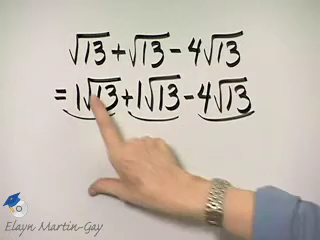 √13 + √13 - 4√13
= 1√13 + 1√13 - 4√13
Elayn Martin-Gay